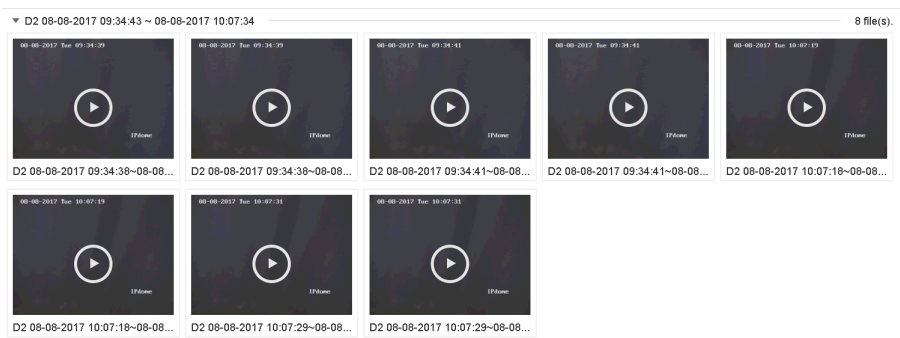 D2 08-08-2017 09:34:43 ~ 08-08-2017 10:07:34 8 file(s).
08-08-2017 Tue 09:34:39 08-08-2017 Tue 09:34:39 08-08-2017 Tue 09:34:41 08-08-2017 Tue 09:34:41 08-08-2017 Tue 10:07:19
IPdome IPdome IPdome IPdome IPdome
D2 08-08-2017 09:34:38~08-08... D2 08-08-2017 09:34:38~08-08... D2 08-08-2017 09:34:41~08-08... D2 08-08-2017 09:34:41~08-08... D2 08-08-2017 10:07:18~08-08...
08-08-2017 Tue 10:07:19 08-08-2017 Tue 10:07:31 08-08-2017 Tue 10:07:31
IPdome IPdome IPdome
D2 08-08-2017 10:07:18~08-08... D2 08-08-2017 10:07:29~08-08... D2 08-08-2017 10:07:29~08-08...